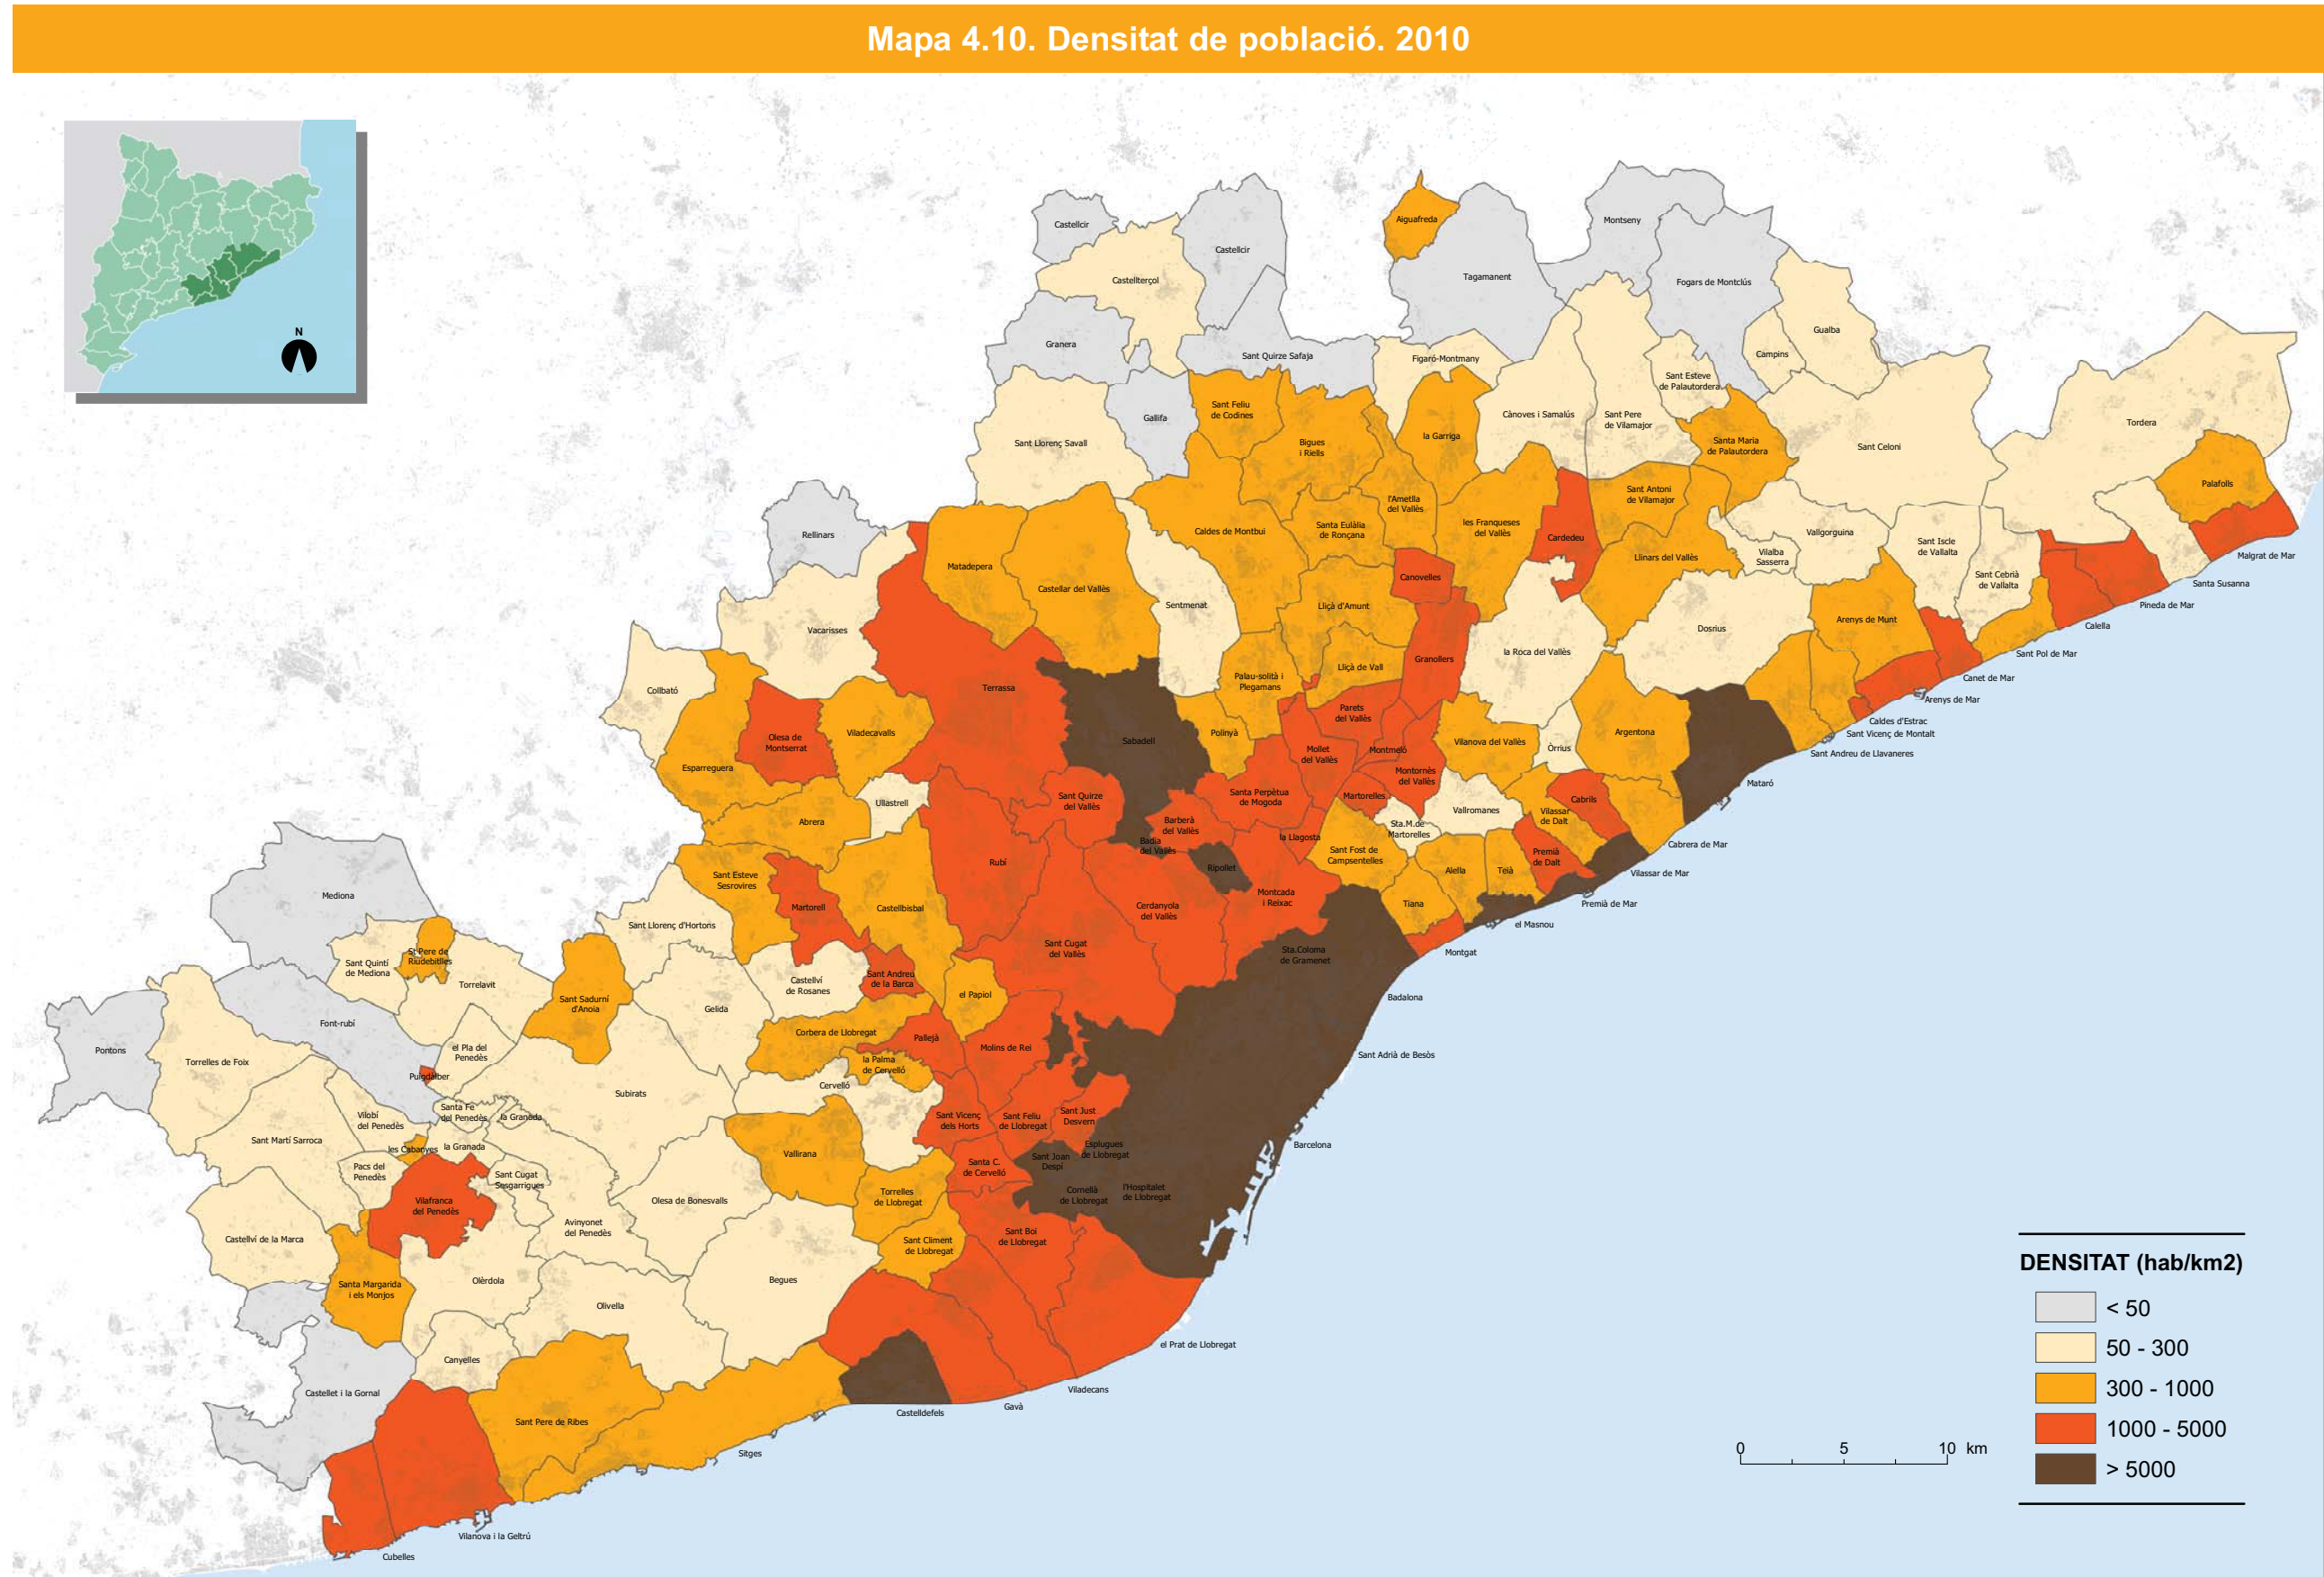 Mapa 4.10. Densitat de població. 2010
N
Castellcir
Castellterçol
Castellcir
Granera
Sant Quirze Safaja
Aiguafreda
Tagamanent
Montseny
Fogars de Montclús
Gualba
Campins
Figaró-Montmany
Sant Esteve
de Palautordera
Cànoves i Samalús
Sant Pere
de Vilamajor
Sant Llorenç Savall
Gallifa
Sant Feliu
de Codines
Bigues
i Riells
la Garriga
Santa Maria
de Palautordera
Sant Celoni
Tordera
Palafolls
Malgrat de Mar
Santa Susanna
Pineda de Mar
Calella
Sant Pol de Mar
Canet de Mar
Arenys de Mar
Caldes d'Estrac
Sant Vicenç de Montalt
Sant Andreu de Llavaneres
Mataró
Rellinars
Matadepera
Castellar del Vallès
Caldes de Montbui
Santa Eulàlia
de Ronçana
l'Ametlla
del Vallès
les Franqueses
del Vallès
Cardedeu
Sant Antoni
de Vilamajor
Llinars del Vallès
Vilalba
Sasserra
Vallgorguina
Sant Iscle
de Vallalta
Sant Cebrià
de Vallalta
Arenys de Munt
Dosrius
Canovelles
Sentmenat
Lliçà d'Amunt
Lliçà de Vall
Granollers
la Roca del Vallès
Vacarisses
Collbató
Terrassa
Palau-solità i
Plegamans
Olesa de
Montserrat
Viladecavalls
Esparreguera
Sabadell
Polinyà
Parets
del Vallès
Mollet
del Vallès
Montmeló
Montornès
del Vallès
Vilanova del Vallès
Òrrius
Argentona
Ullastrell
Abrera
Sant Quirze
del Vallès
Santa Perpètua
de Mogoda
Martorelles
Vallromanes
Sta.M.de
Martorelles
Vilassar
de Dalt
Cabrils
Cabrera de Mar
Vilassar de Mar
Premià
de Dalt
Premià de Mar
el Masnou
Barberà
del Vallès
Badia
del Vallès
la Llagosta
Sant Fost de
Campsentelles
Alella
Teià
Tiana
Montgat
Rubí
Ripollet
Montcada
i Reixac
Cerdanyola
del Vallès
Sant Cugat
del Vallès
Sta.Coloma
de Gramenet
Badalona
Sant Adrià de Besòs
Barcelona
Sant Esteve
Sesrovires
Martorell
Castellbisbal
Mediona
Sant Llorenç d'Hortons
St Pere de
Riudebitlles
Sant Quintí
de Mediona
Torrelavit
Sant Sadurní
d'Anoia
Gelida
Castellví
de Rosanes
Sant Andreu
de la Barca
el Papiol
Font-rubí
Pontons
Torrelles de Foix
el Pla del
Penedès
Puigdàlber
Corbera de Llobregat
la Palma
de Cervelló
Pallejà
Molins de Rei
Cervelló
Subirats
Santa Fe
del Penedès
la Granada
Vilobí
del Penedès
Sant Martí Sarroca
les Cabanyes
la Granada
Pacs del
Penedès
Sant Cugat
Sesgarrigues
Vallirana
Sant Vicenç
dels Horts
Sant Feliu
de Llobregat
Sant Just
Desvern
Esplugues
de Llobregat
Sant Joan
Despí
Santa C.
de Cervelló
Cornellà
de Llobregat
l'Hospitalet
de Llobregat
Vilafranca
del Penedès
Olesa de Bonesvalls
Torrelles
de Llobregat
Avinyonet
del Penedès
Castellví de la Marca
Sant Climent
de Llobregat
Sant Boi
de Llobregat
Santa Margarida
i els Monjos
Olèrdola
Begues
Olivella
Canyelles
el Prat de Llobregat
Viladecans
Gavà
Castelldefels
Castellet i la Gornal
Sant Pere de Ribes
Sitges
Vilanova i la Geltrú
Cubelles
DENSITAT (hab/km2)
< 50
50 - 300
300 - 1000
1000 - 5000
> 5000
0 5 10 km